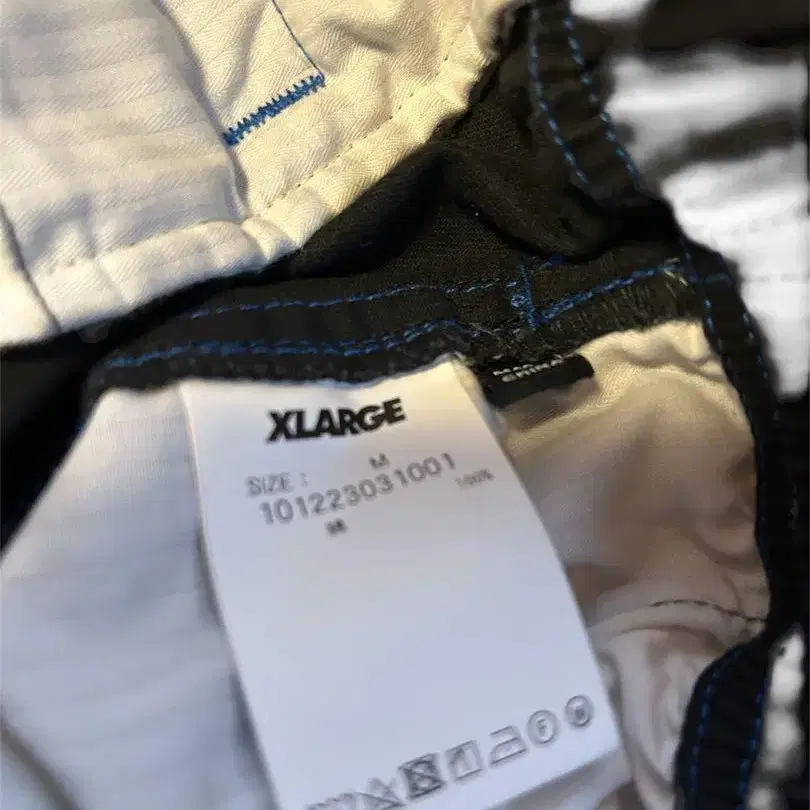 XLARGE
SIZE : M
101223031001
100%
M
CHINA